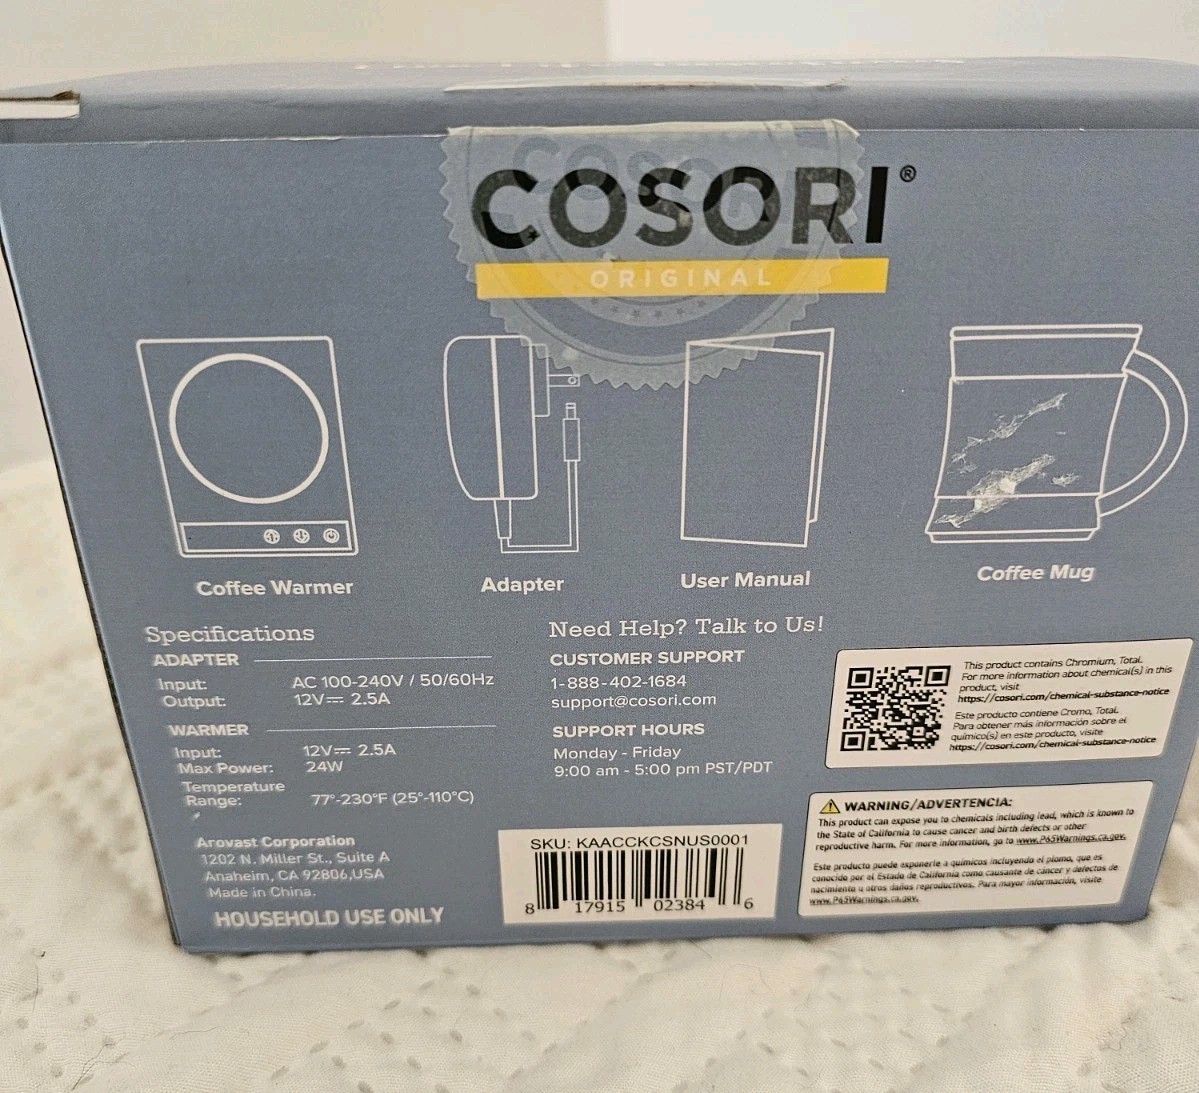 COSORI®
ORIGINAL
Coffee Warmer
Adapter
User Manual
Coffee Mug
Specifications
ADAPTER
Input: AC 100-240V / 50/60Hz
Output: 12V⎓ 2.5A
WARMER
Input: 12V⎓ 2.5A
Max Power: 24W
Temperature
Range: 77°-230°F (25°-110°C)
Arovast Corporation
1202 N. Miller St., Suite A
Anaheim, CA 92806,USA
Made in China.
HOUSEHOLD USE ONLY
Need Help? Talk to Us!
CUSTOMER SUPPORT
1-888-402-1684
support@cosori.com
SUPPORT HOURS
Monday - Friday
9:00 am - 5:00 pm PST/PDT
SKU: KAACCKCSNUS0001
8 17915 02384 6
This product contains Chromium, Total.
For more information about chemical(s) in this
product, visit
https://cosori.com/chemical-substance-notice
Este producto contiene Cromo, Total.
Para obtener más información sobre el
químico(s) en este producto, visite
https://cosori.com/chemical-substance-notice
WARNING/ADVERTENCIA:
This product can expose you to chemicals including lead, which is known to
the State of California to cause cancer and birth defects or other
reproductive harm. For more information, go to www.P65Warnings.ca.gov.
Este producto puede exponerle a químicos incluyendo el plomo, que es
conocido por el Estado de California como causante de cáncer y defectos de
nacimiento u otros daños reproductivos. Para mayor información, visite
www.P65Warnings.ca.gov.